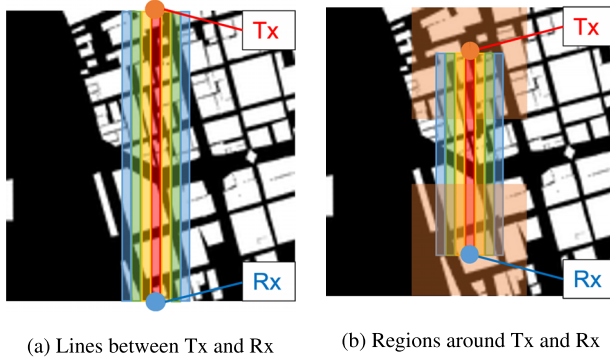 Tx
Rx
(a) Lines between Tx and Rx
Tx
Rx
(b) Regions around Tx and Rx